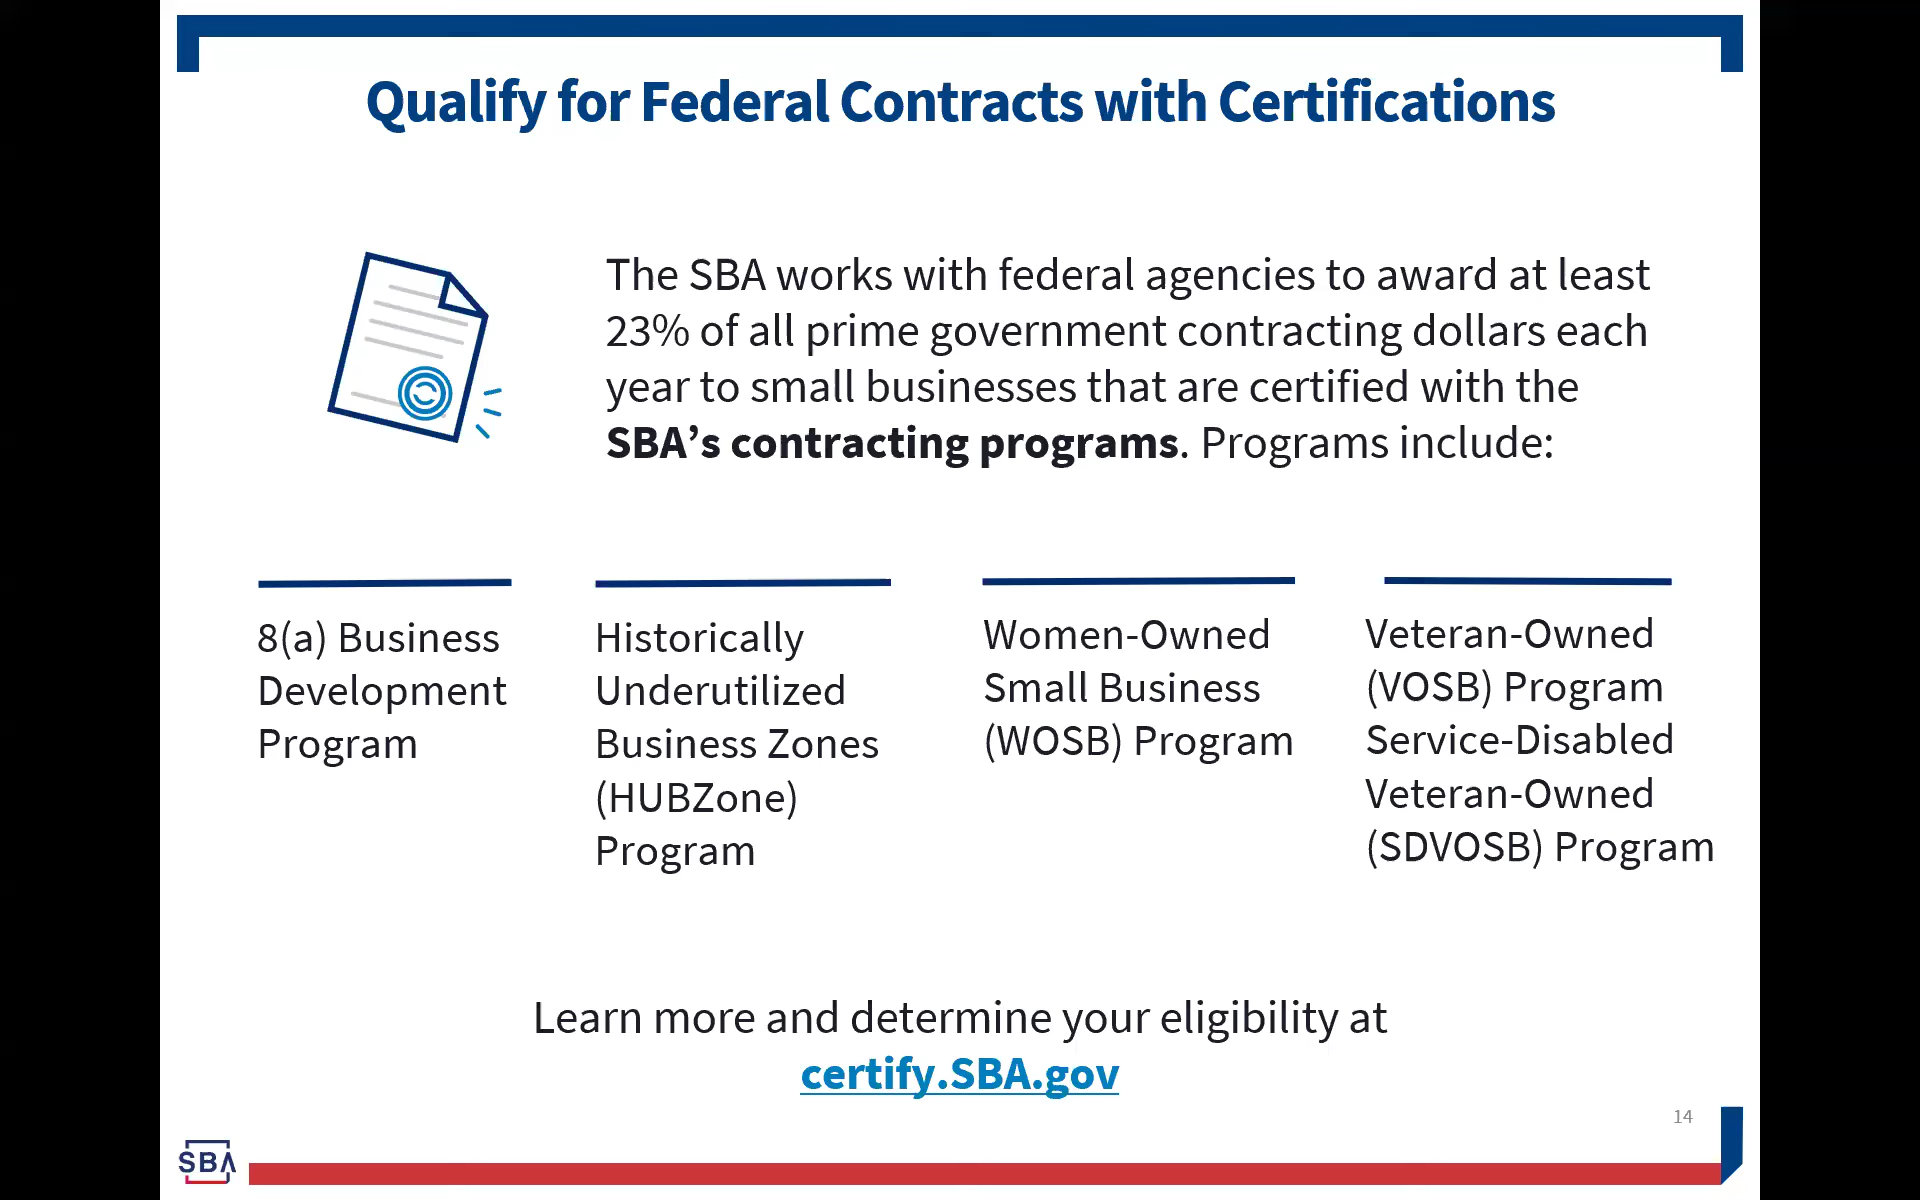 Qualify for Federal Contracts with Certifications
The SBA works with federal agencies to award at least
23% of all prime government contracting dollars each
year to small businesses that are certified with the
SBA’s contracting programs. Programs include:
8(a) Business
Development
Program
Historically
Underutilized
Business Zones
(HUBZone)
Program
Women-Owned
Small Business
(WOSB) Program
Veteran-Owned
(VOSB) Program
Service-Disabled
Veteran-Owned
(SDVOSB) Program
Learn more and determine your eligibility at
certify.SBA.gov
14
SBA